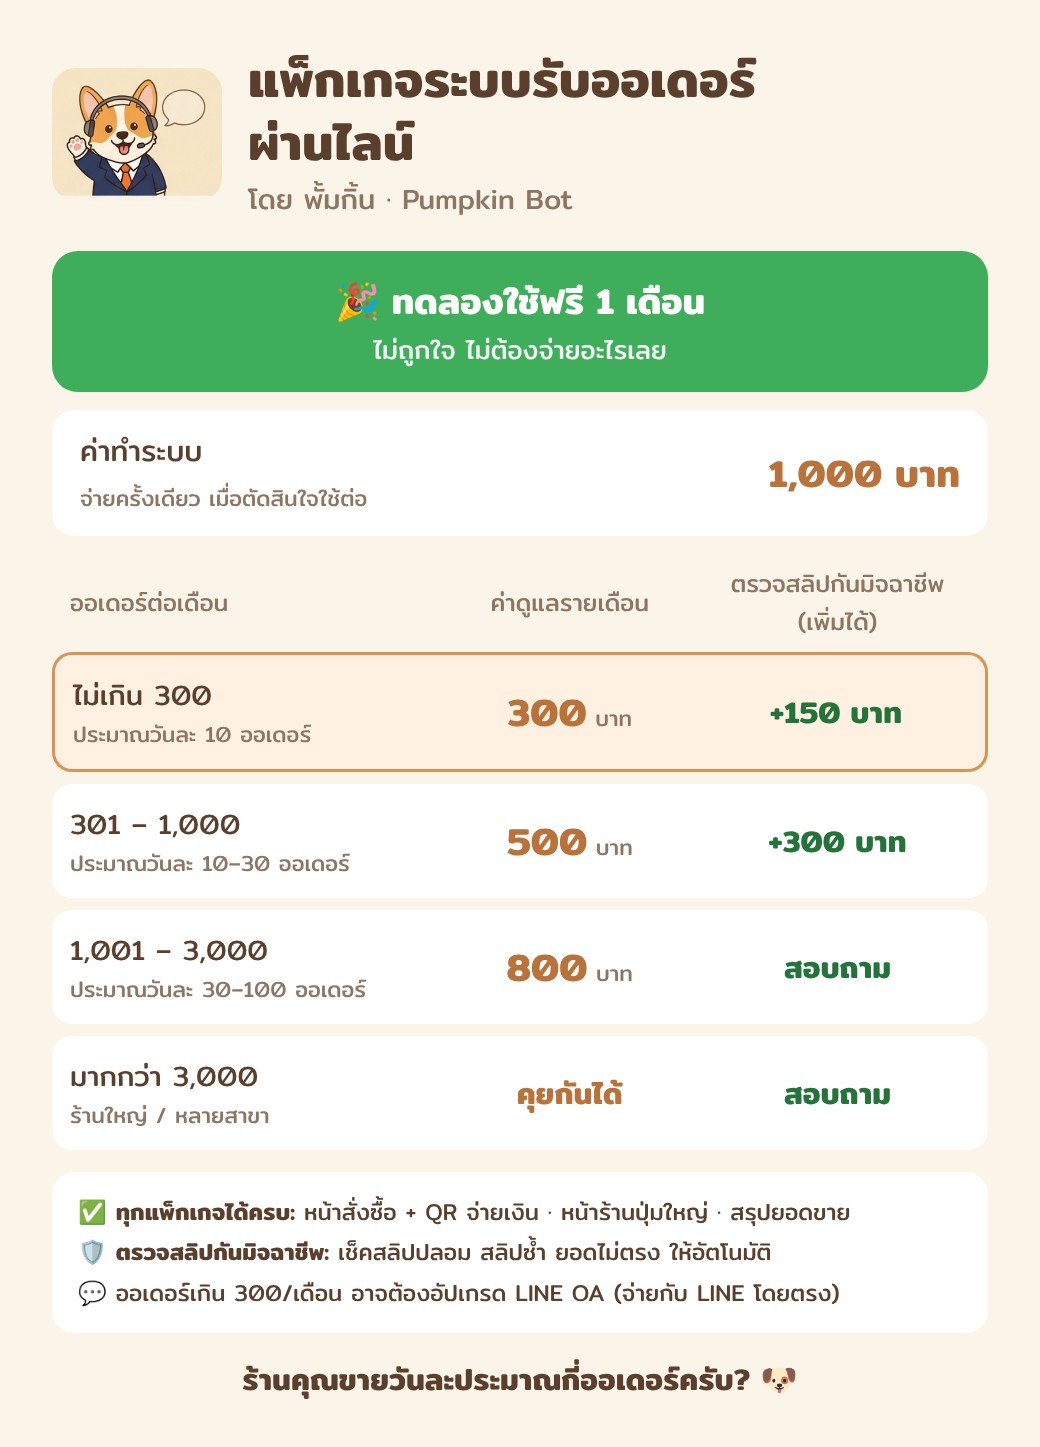 แพ็กเกจระบบรับออเดอร์
ผ่านไลน์
โดย พั้มกิ้น · Pumpkin Bot
🎉 ทดลองใช้ฟรี 1 เดือน
ไม่ถูกใจ ไม่ต้องจ่ายอะไรเลย
ค่าทำระบบ
จ่ายครั้งเดียว เมื่อตัดสินใจใช้ต่อ
1,000 บาท
ออเดอร์ต่อเดือน
ค่าดูแลรายเดือน
ตรวจสลิปกันมิจฉาชีพ
(เพิ่มได้)
ไม่เกิน 300
ประมาณวันละ 10 ออเดอร์
300 บาท
+150 บาท
301 – 1,000
ประมาณวันละ 10–30 ออเดอร์
500 บาท
+300 บาท
1,001 – 3,000
ประมาณวันละ 30–100 ออเดอร์
800 บาท
สอบถาม
มากกว่า 3,000
ร้านใหญ่ / หลายสาขา
คุยกันได้
สอบถาม
✅ ทุกแพ็กเกจได้ครบ: หน้าสั่งซื้อ + QR จ่ายเงิน · หน้าร้านปุ่มใหญ่ · สรุปยอดขาย
🛡️ ตรวจสลิปกันมิจฉาชีพ: เช็คสลิปปลอม สลิปซ้ำ ยอดไม่ตรง ให้อัตโนมัติ
💬 ออเดอร์เกิน 300/เดือน อาจต้องอัปเกรด LINE OA (จ่ายกับ LINE โดยตรง)
ร้านคุณขายวันละประมาณกี่ออเดอร์ครับ? 🐶